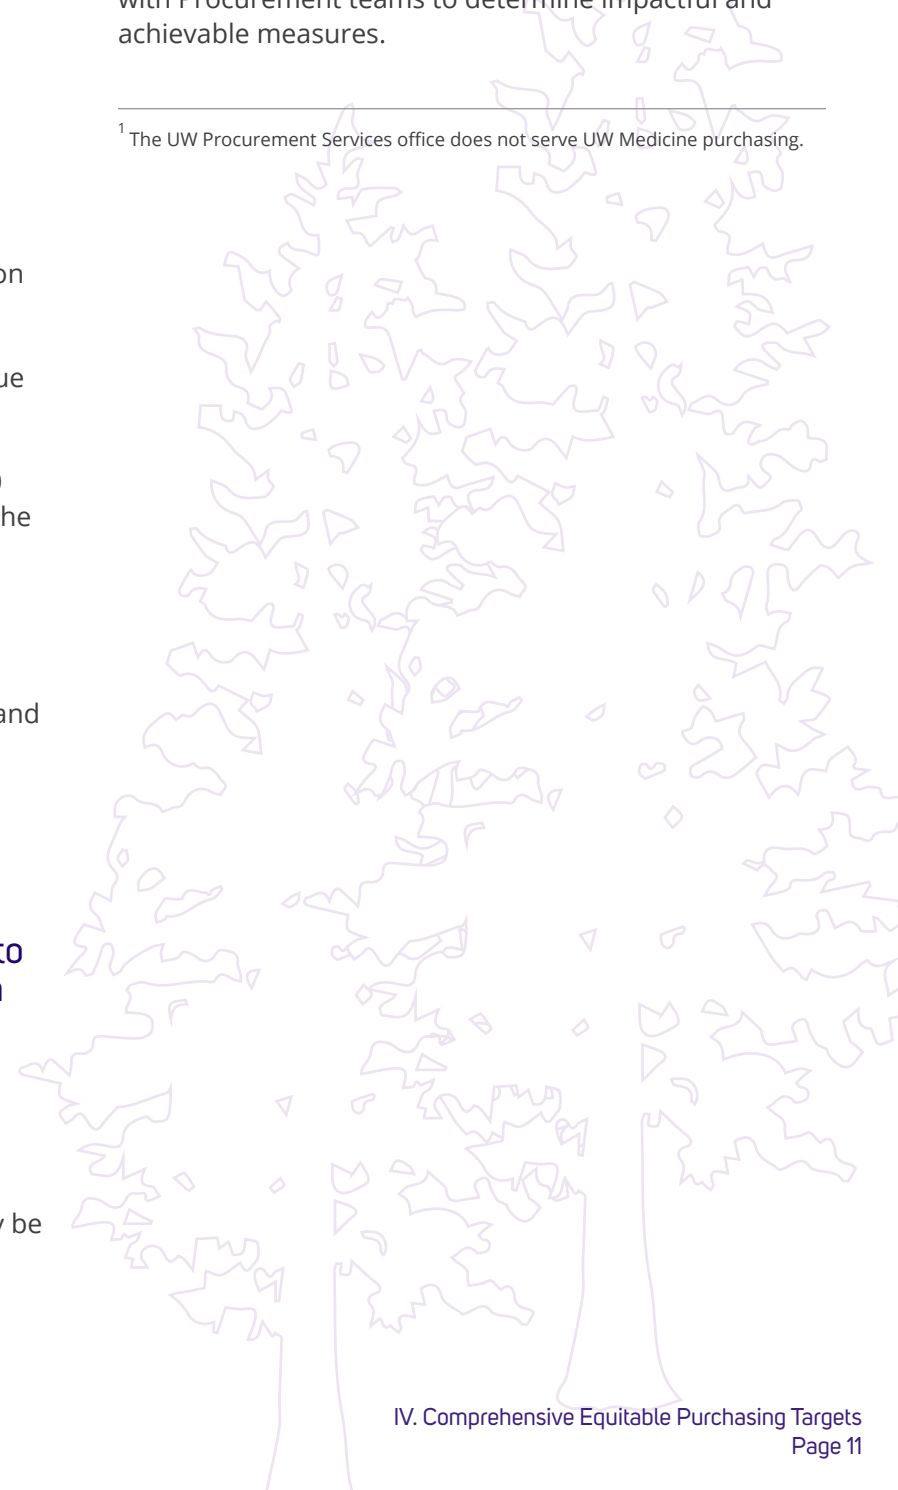 with Procurement teams to determine impactful and
achievable measures.
1 The UW Procurement Services office does not serve UW Medicine purchasing.
ue
he
and
to
be
IV. Comprehensive Equitable Purchasing Targets
Page 11